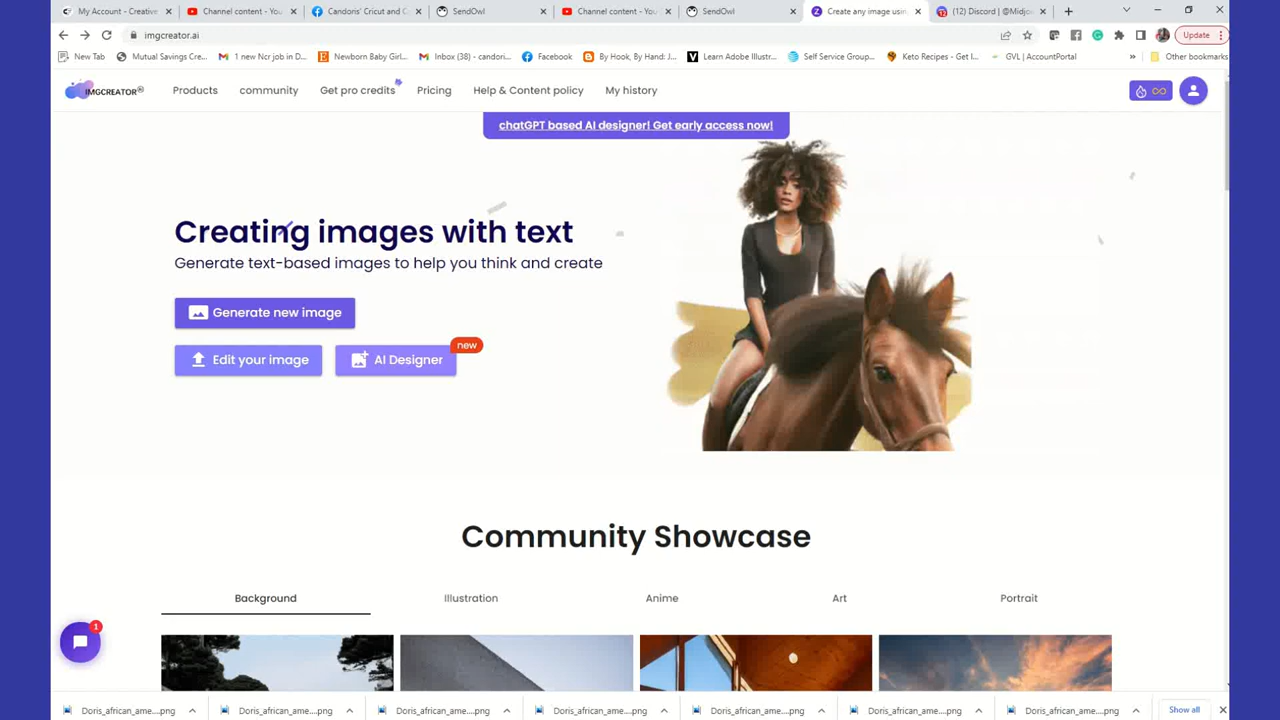 My Account - Creative
Channel content - You
Candoris' Cricut and C
SendOwl
Channel content - You
SendOwl
Create any image usin
(12) Discord | @Midjo
imgcreator.ai
Update
New Tab
Mutual Savings Cre...
1 new Ncr job in D...
Newborn Baby Girl...
Inbox (38) - candori...
Facebook
By Hook, By Hand: J...
Learn Adobe Illustr...
Self Service Group...
Keto Recipes - Get I...
GVL | AccountPortal
Other bookmarks
IMGCREATOR
Products
community
Get pro credits
Pricing
Help & Content policy
My history
chatGPT based AI designer! Get early access now!
Creating images with text
Generate text-based images to help you think and create
Generate new image
Edit your image
AI Designer
new
Community Showcase
Background
Illustration
Anime
Art
Portrait
1
Doris_african_ame....png
Doris_african_ame....png
Doris_african_ame....png
Doris_african_ame....png
Doris_african_ame....png
Doris_african_ame....png
Doris_african_ame....png
Show all